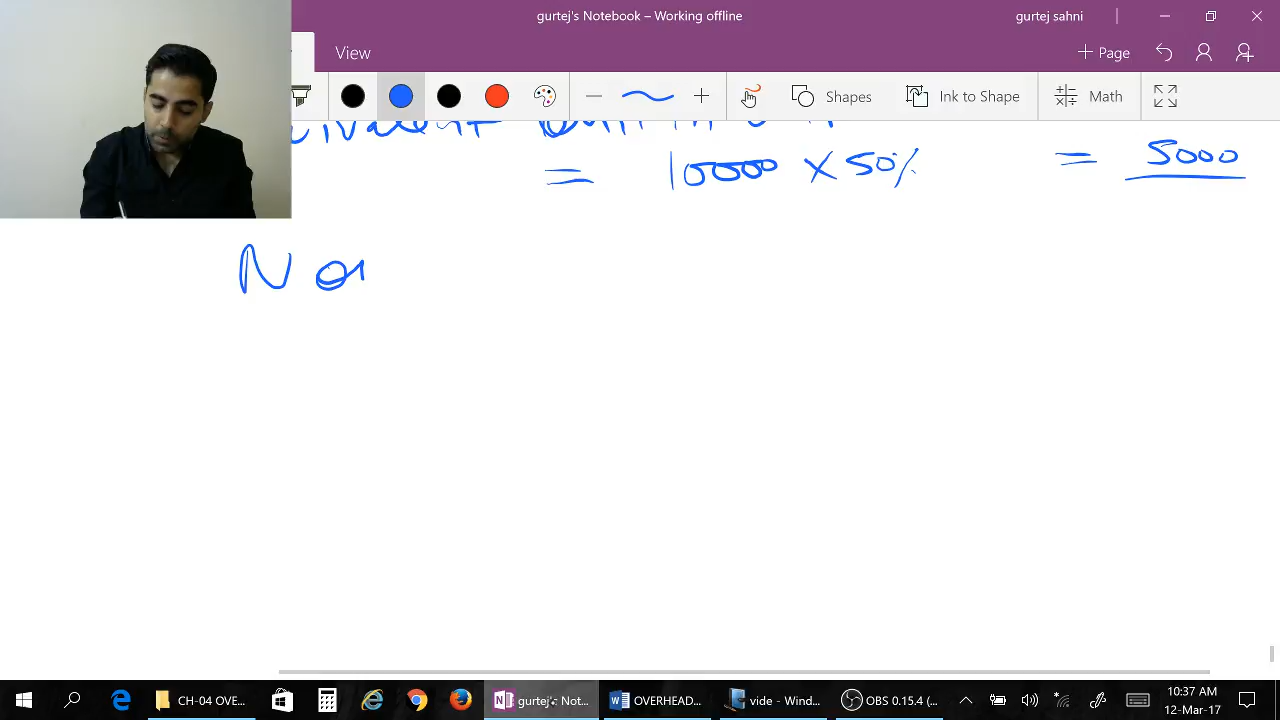 gurtej's Notebook – Working offline
gurtej sahni
View
Page
Shapes
Ink to Shape
Math
= 10000 × 50% = 5000
N
CH-04 OVE...
gurtej's Not...
OVERHEAD...
vide - Wind...
OBS 0.15.4 (...
10:37 AM
12-Mar-17